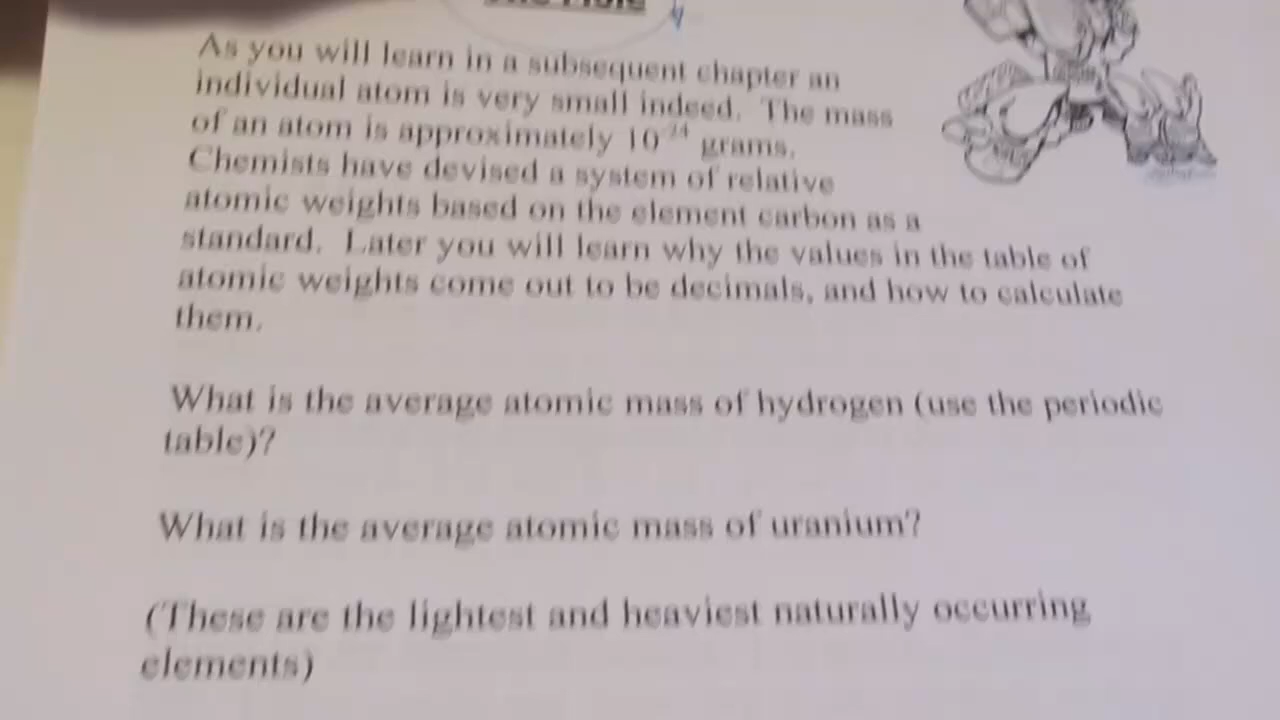 The Mole
As you will learn in a subsequent chapter an
individual atom is very small indeed. The mass
of an atom is approximately 10⁻²⁴ grams.
Chemists have devised a system of relative
atomic weights based on the element carbon as a
standard. Later you will learn why the values in the table of
atomic weights come out to be decimals, and how to calculate
them.
What is the average atomic mass of hydrogen (use the periodic
table)?
What is the average atomic mass of uranium?
(These are the lightest and heaviest naturally occurring
elements)